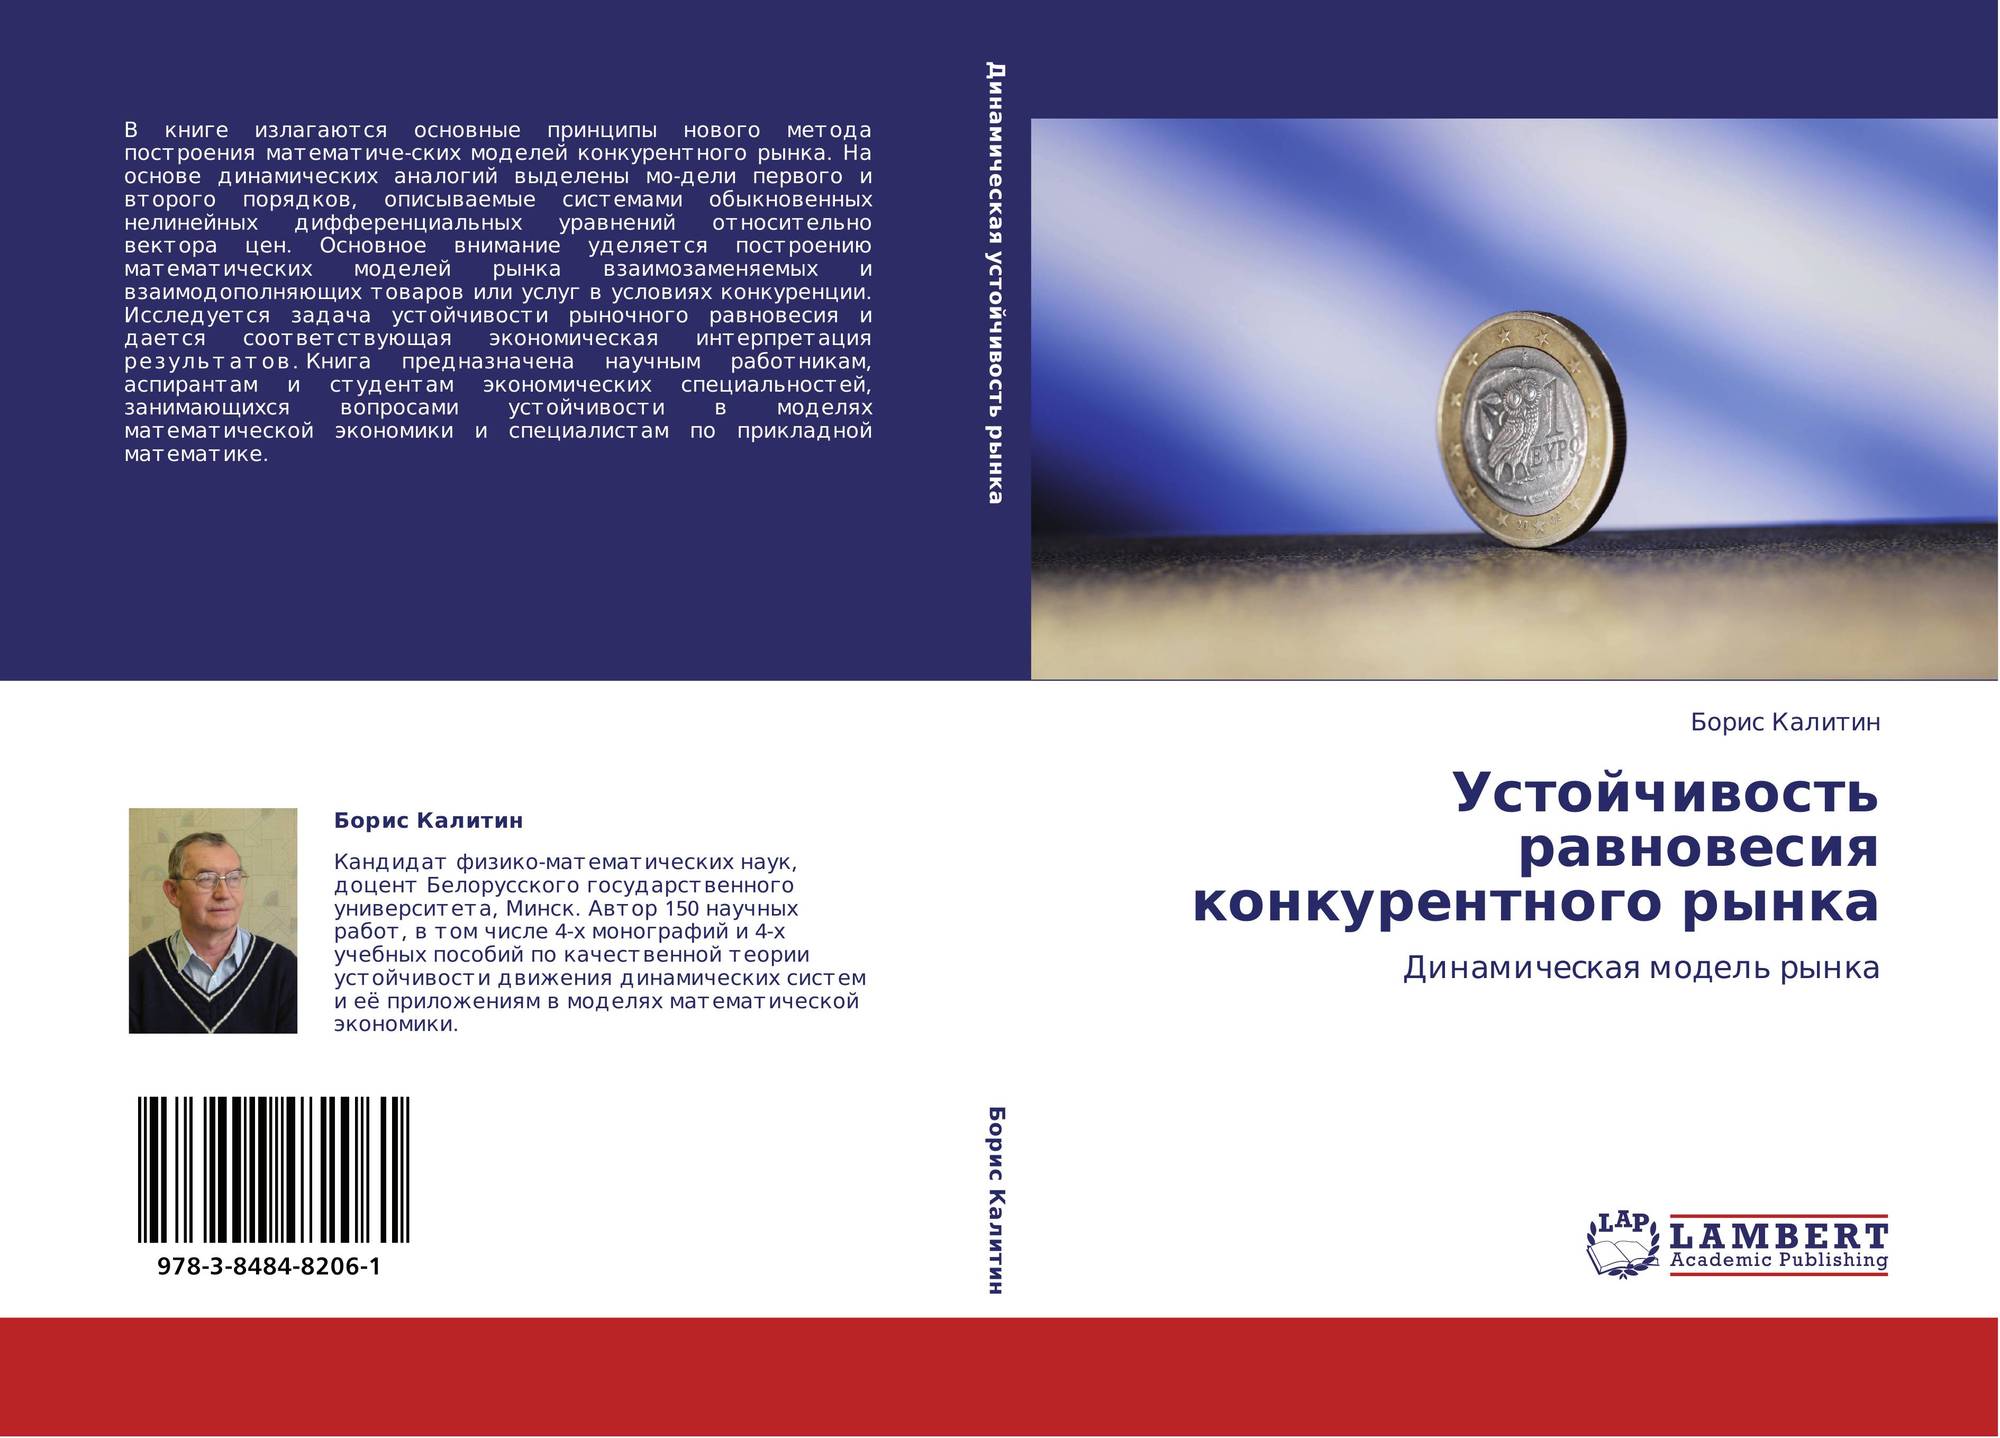 В книге излагаются основные принципы нового метода
построения математиче-ских моделей конкурентного рынка. На
основе динамических аналогий выделены мо-дели первого и
второго порядков, описываемые системами обыкновенных
нелинейных дифференциальных уравнений относительно
вектора цен. Основное внимание уделяется построению
математических моделей рынка взаимозаменяемых и
взаимодополняющих товаров или услуг в условиях конкуренции.
Исследуется задача устойчивости рыночного равновесия и
дается соответствующая экономическая интерпретация
результатов. Книга предназначена научным работникам,
аспирантам и студентам экономических специальностей,
занимающихся вопросами устойчивости в моделях
математической экономики и специалистам по прикладной
математике.
Борис Калитин
Кандидат физико-математических наук,
доцент Белорусского государственного
университета, Минск. Автор 150 научных
работ, в том числе 4-х монографий и 4-х
учебных пособий по качественной теории
устойчивости движения динамических систем
и её приложениям в моделях математической
экономики.
978-3-8484-8206-1
Динамическая устойчивость рынка
Борис Калитин
1
ΕΥΡΩ
Борис Калитин
Устойчивость
равновесия
конкурентного рынка
Динамическая модель рынка
LAP
LAMBERT
Academic Publishing